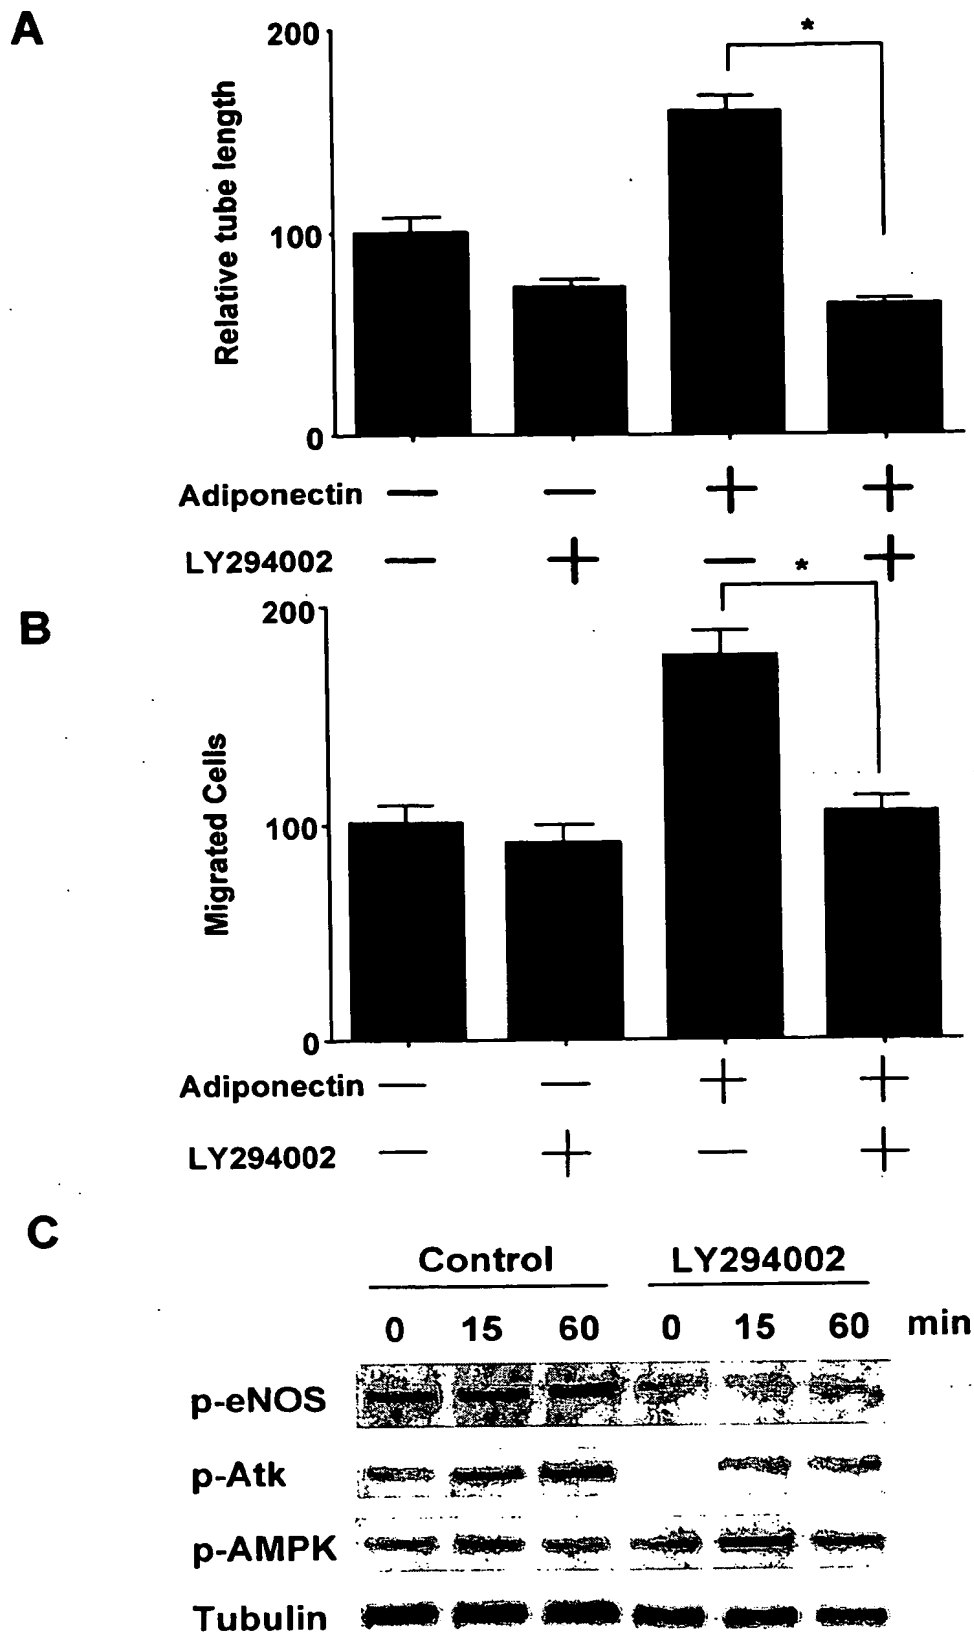 A
200
*
Relative tube length
100
0
Adiponectin — — + +
LY294002 — + — +
B
200
*
Migrated Cells
100
0
Adiponectin — — + +
LY294002 — + — +
C
Control LY294002
0 15 60 0 15 60 min
p-eNOS
p-Atk
p-AMPK
Tubulin